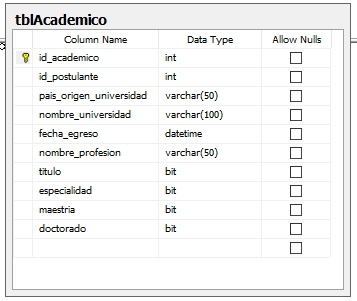 tblAcademico
Column Name Data Type Allow Nulls
id_academico int
id_postulante int
pais_origen_universidad varchar(50)
nombre_universidad varchar(100)
fecha_egreso datetime
nombre_profesion varchar(50)
titulo bit
especialidad bit
maestria bit
doctorado bit